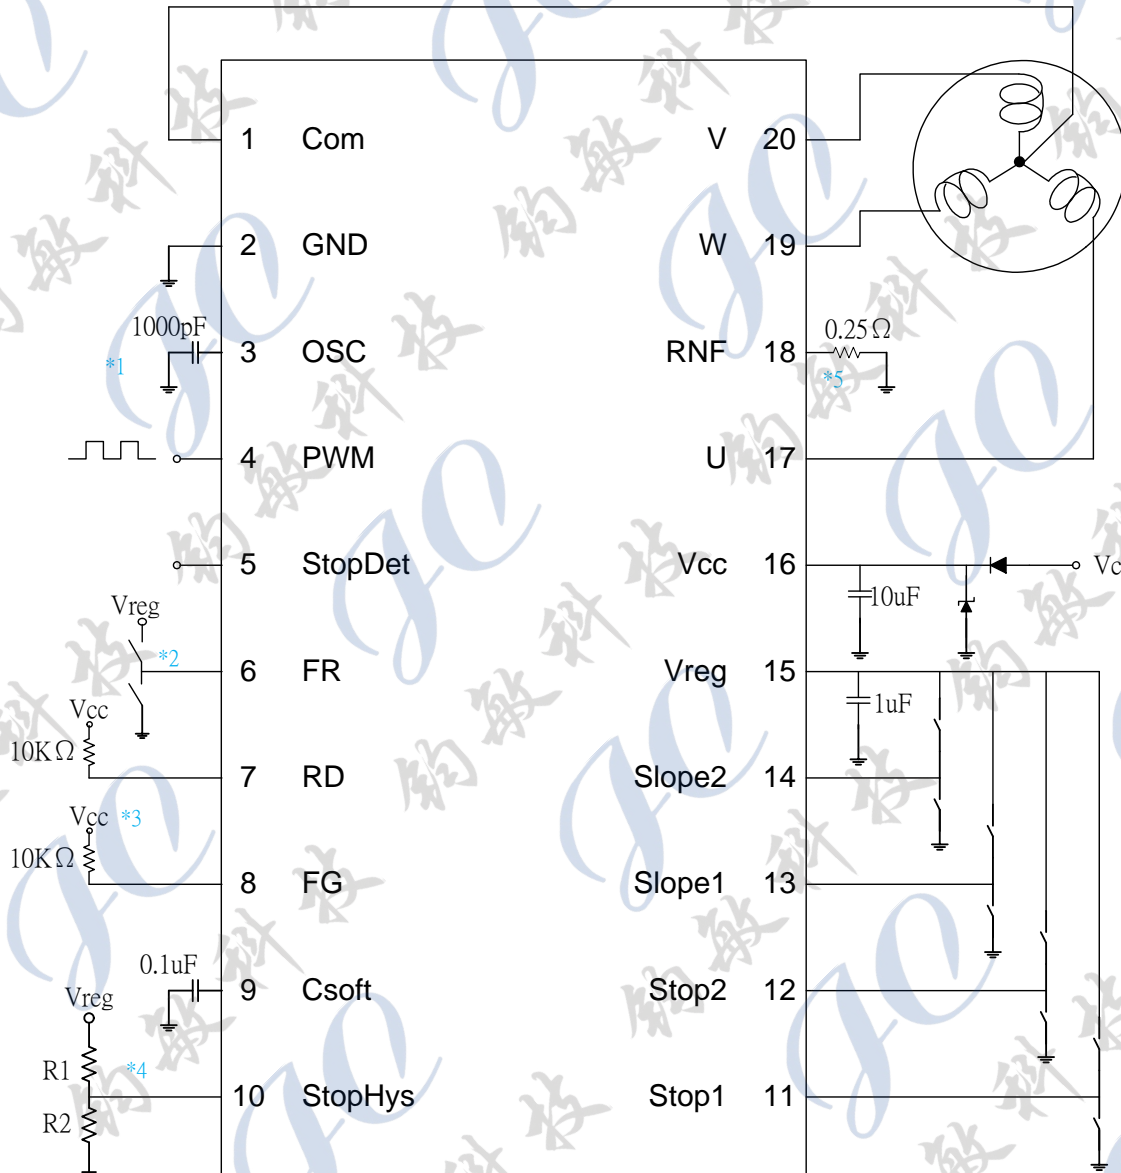 1 Com V 20
2 GND W 19
1000pF
*1
3 OSC RNF 18
0.25Ω
*5
4 PWM U 17
5 StopDet Vcc 16
Vc
10uF
Vreg
*2
6 FR Vreg 15
1uF
Vcc
10KΩ
7 RD Slope2 14
Vcc *3
10KΩ
8 FG Slope1 13
0.1uF
9 Csoft Stop2 12
Vreg
R1
*4
10 StopHys Stop1 11
R2